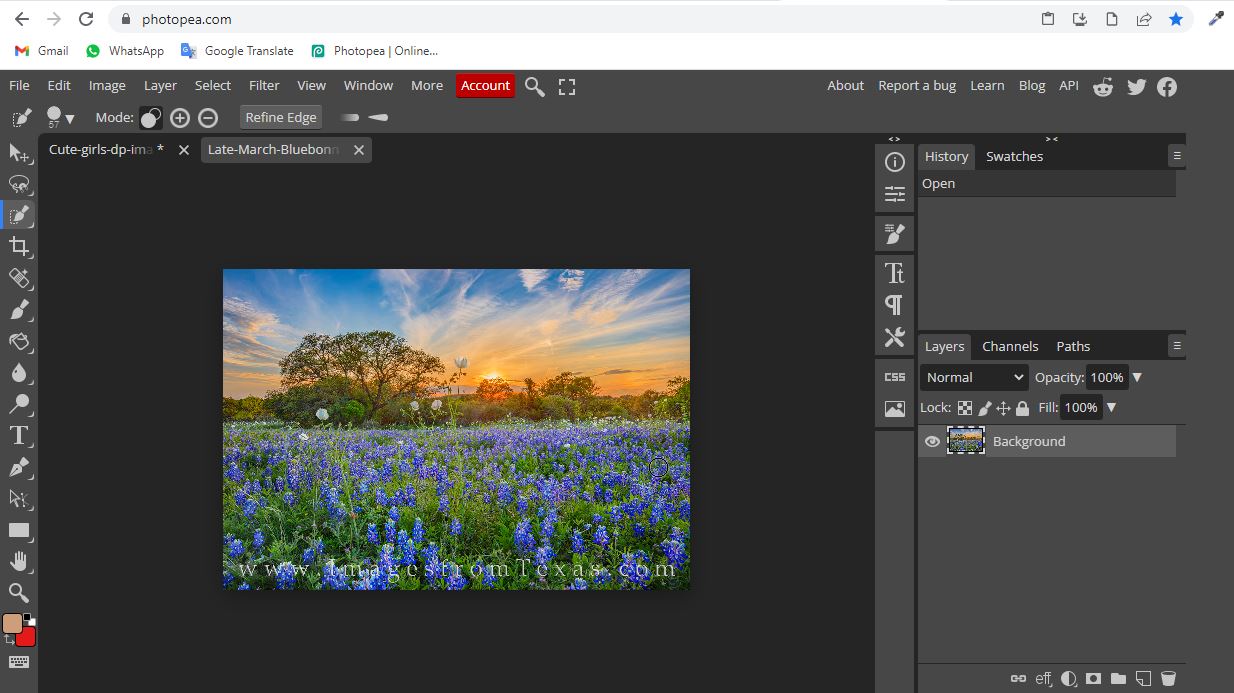 photopea.com
Gmail WhatsApp Google Translate Photopea | Online...
File Edit Image Layer Select Filter View Window More Account About Report a bug Learn Blog API
57 Mode: Refine Edge
Cute-girls-dp-ima * Late-March-Bluebonn
History Swatches
Open
Tt
CSS
Layers Channels Paths
Normal Opacity: 100%
Lock: Fill: 100%
Background
T
www.ImagesfromTexas.com
eff